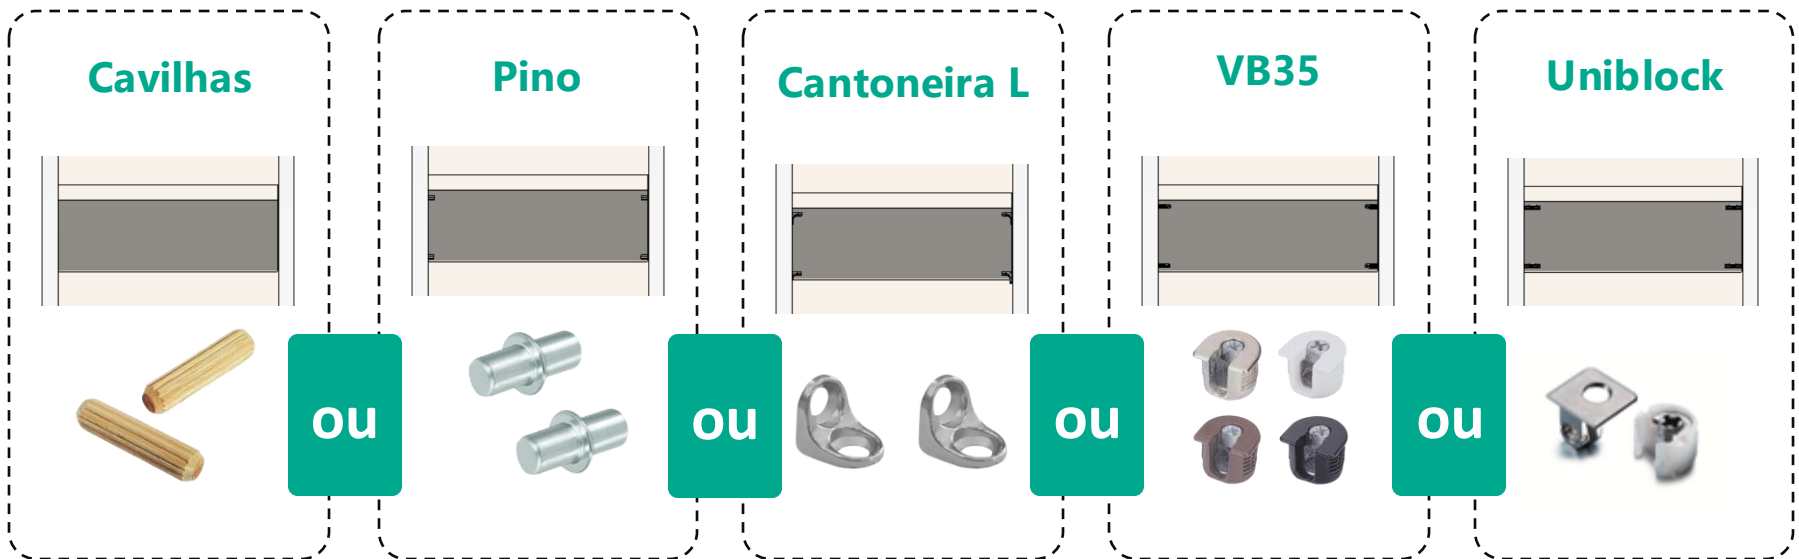 Cavilhas
Pino
Cantoneira L
VB35
Uniblock
ou
ou
ou
ou